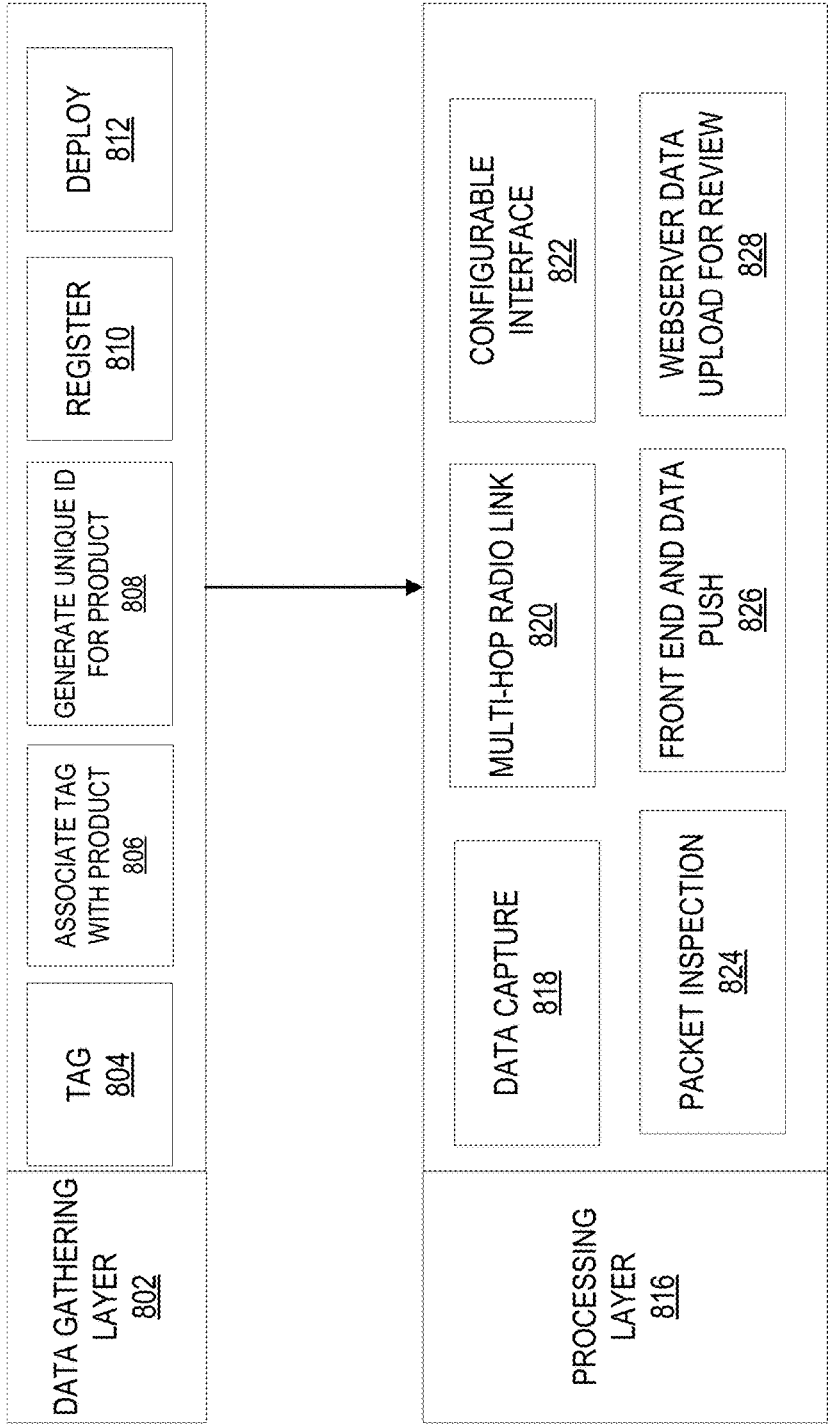 DATA GATHERING
LAYER
802
TAG
804
ASSOCIATE TAG
WITH PRODUCT
806
GENERATE UNIQUE ID
FOR PRODUCT
808
REGISTER
810
DEPLOY
812
PROCESSING
LAYER
816
DATA CAPTURE
818
MULTI-HOP RADIO LINK
820
CONFIGURABLE
INTERFACE
822
PACKET INSPECTION
824
FRONT END AND DATA
PUSH
826
WEBSERVER DATA
UPLOAD FOR REVIEW
828